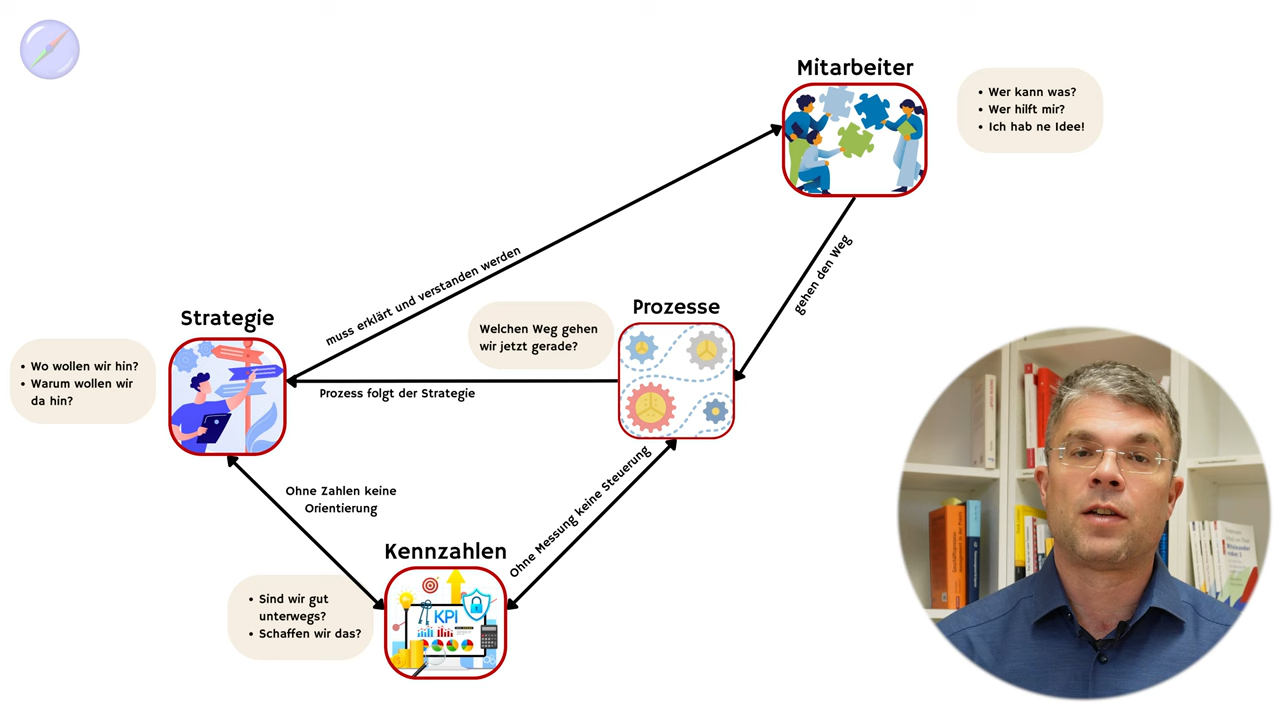 Mitarbeiter
• Wer kann was?
• Wer hilft mir?
• Ich hab ne Idee!
muss erklärt und verstanden werden
gehen den Weg
Strategie
• Wo wollen wir hin?
• Warum wollen wir
da hin?
Prozesse
Welchen Weg gehen
wir jetzt gerade?
Prozess folgt der Strategie
Ohne Zahlen keine
Orientierung
Ohne Messung keine Steuerung
Kennzahlen
• Sind wir gut
unterwegs?
• Schaffen wir das?
KPI